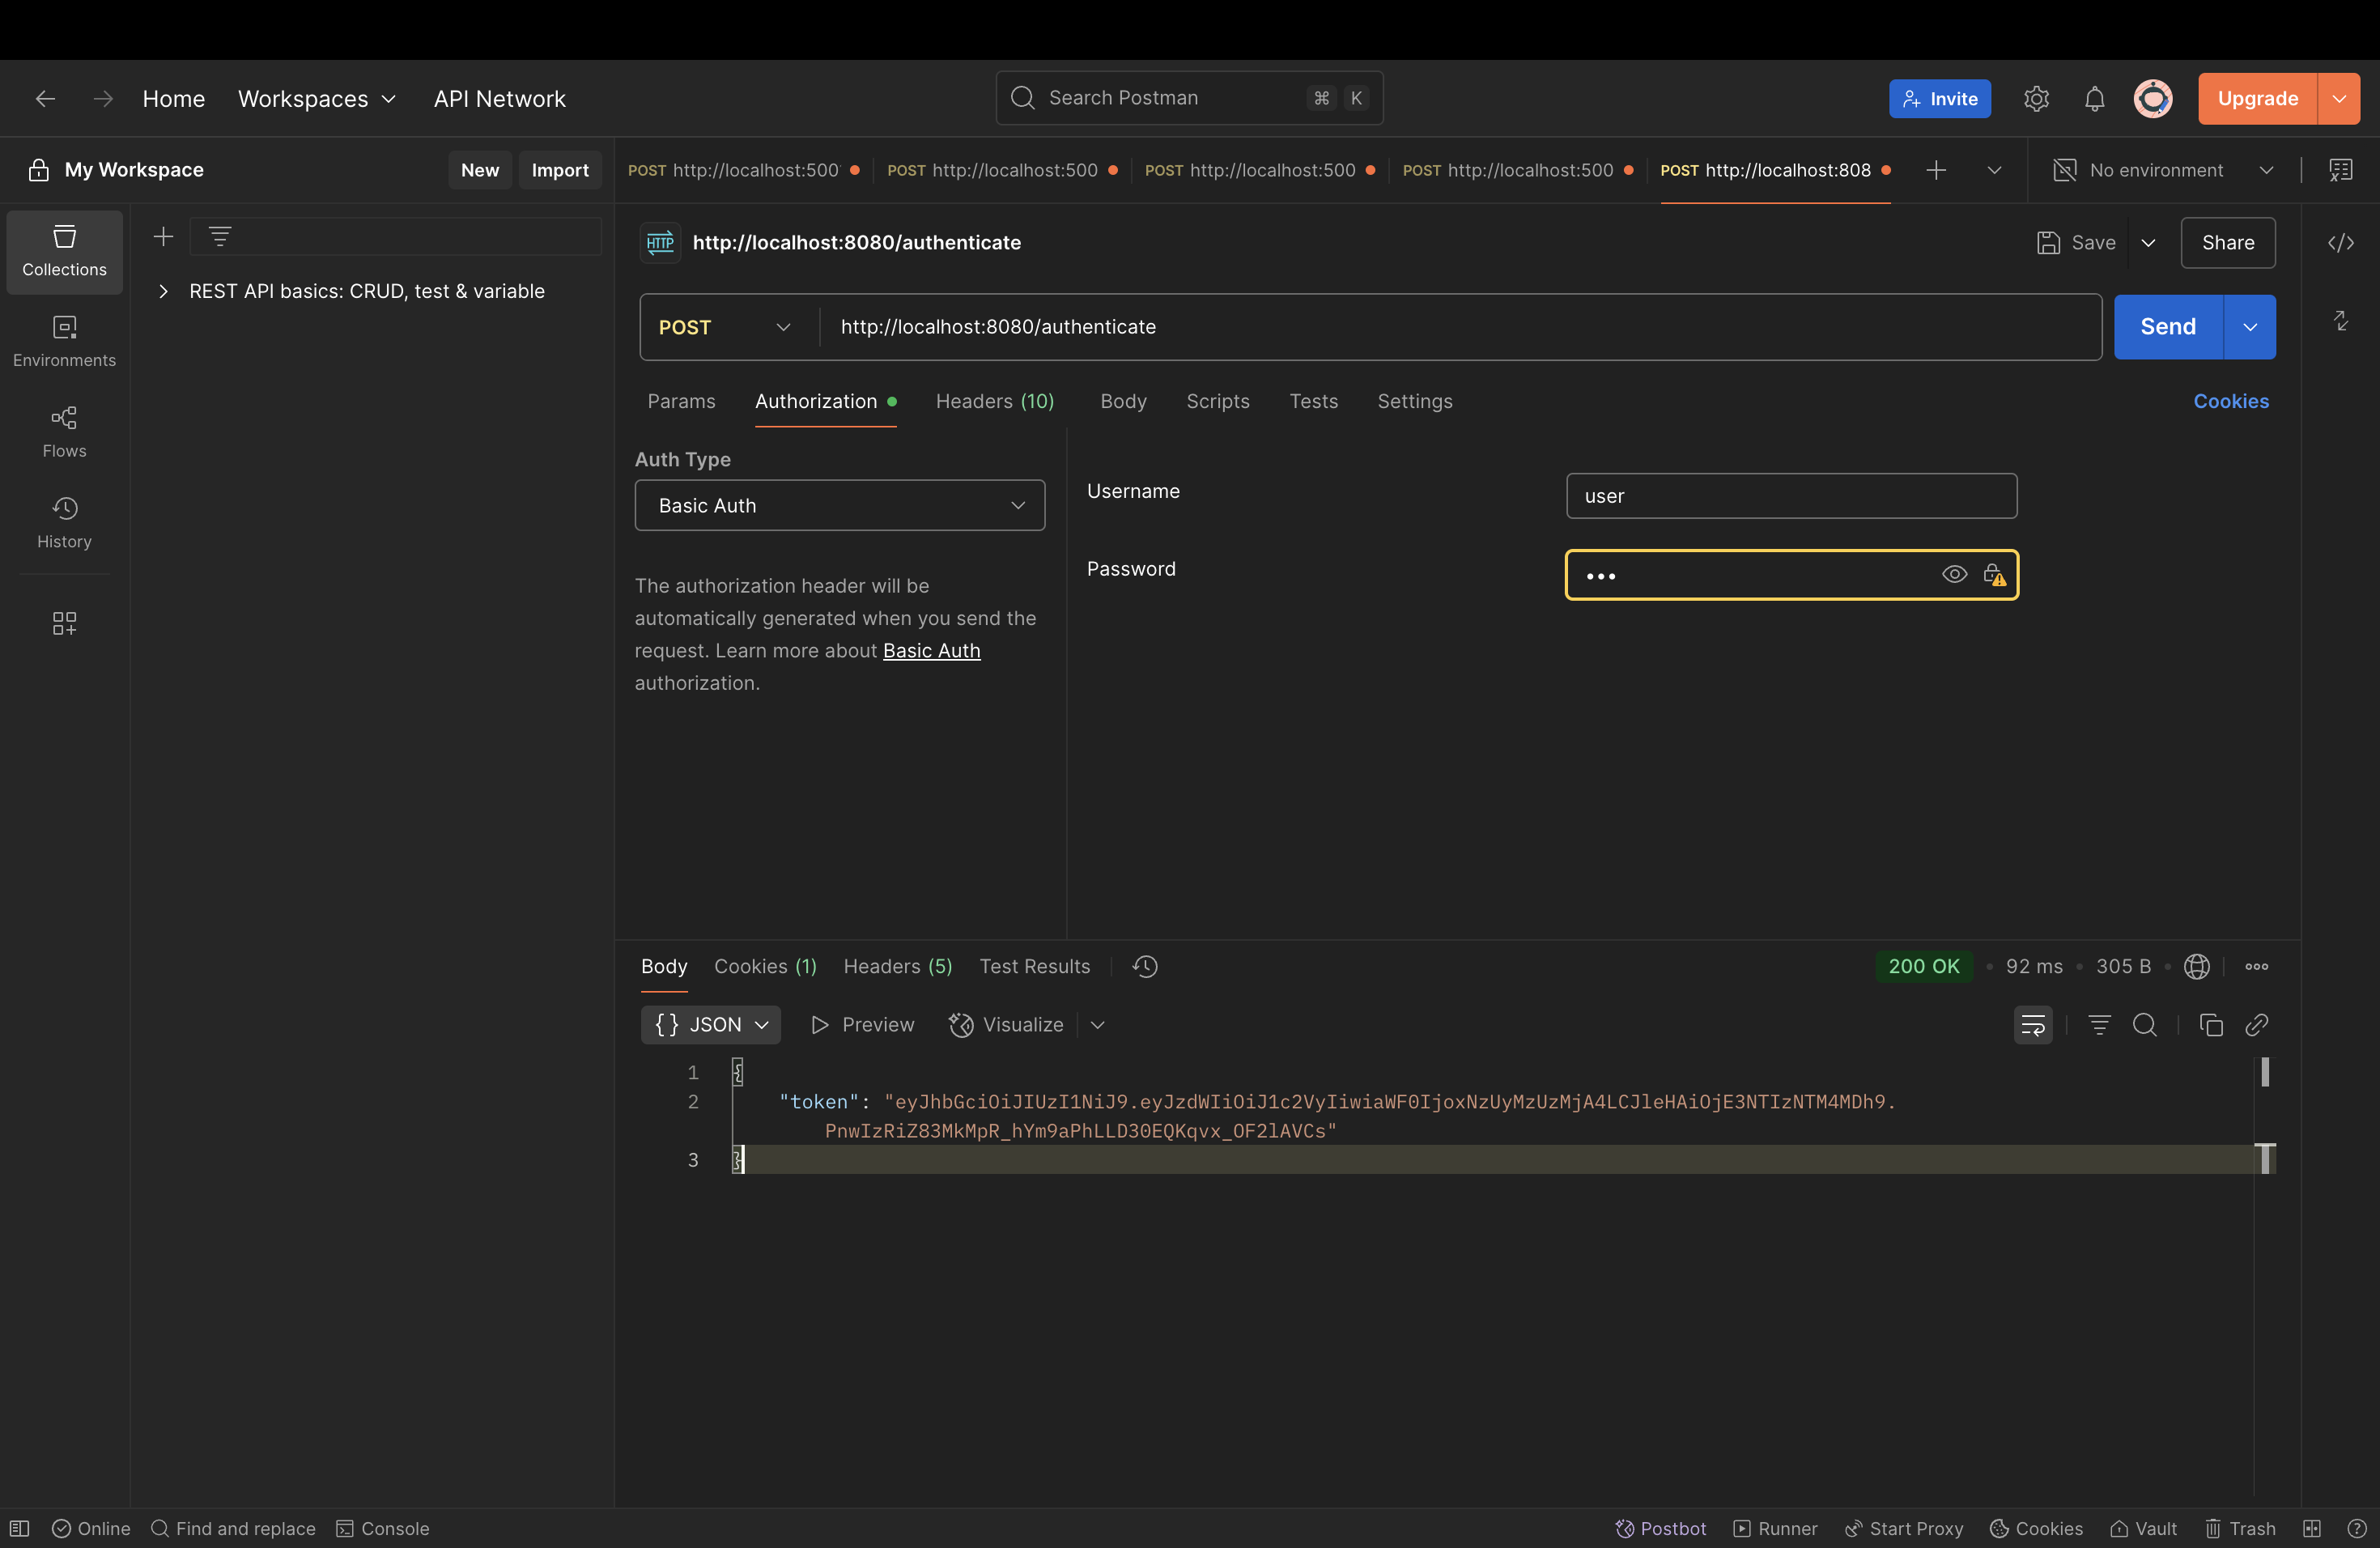 Home
Workspaces
API Network
Search Postman
⌘ K
Invite
Upgrade
My Workspace
New
Import
POST http://localhost:500
POST http://localhost:500
POST http://localhost:500
POST http://localhost:500
POST http://localhost:808
No environment
Collections
Environments
Flows
History
REST API basics: CRUD, test & variable
HTTP
http://localhost:8080/authenticate
Save
Share
POST
http://localhost:8080/authenticate
Send
Params
Authorization
Headers (10)
Body
Scripts
Tests
Settings
Cookies
Auth Type
Basic Auth
The authorization header will be
automatically generated when you send the
request. Learn more about Basic Auth
authorization.
Username
user
Password
•••
Body
Cookies (1)
Headers (5)
Test Results
200 OK • 92 ms • 305 B •
{} JSON
Preview
Visualize
1 {
2 "token": "eyJhbGciOiJIUzI1NiJ9.eyJzdWIiOiJ1c2VyIiwiaWF0IjoxNzUyMzUzMjA4LCJleHAiOjE3NTIzNTM4MDh9.
PnwIzRiZ83MkMpR_hYm9aPhLLD30EQKqvx_OF2lAVCs"
3 }
Online
Find and replace
Console
Postbot
Runner
Start Proxy
Cookies
Vault
Trash